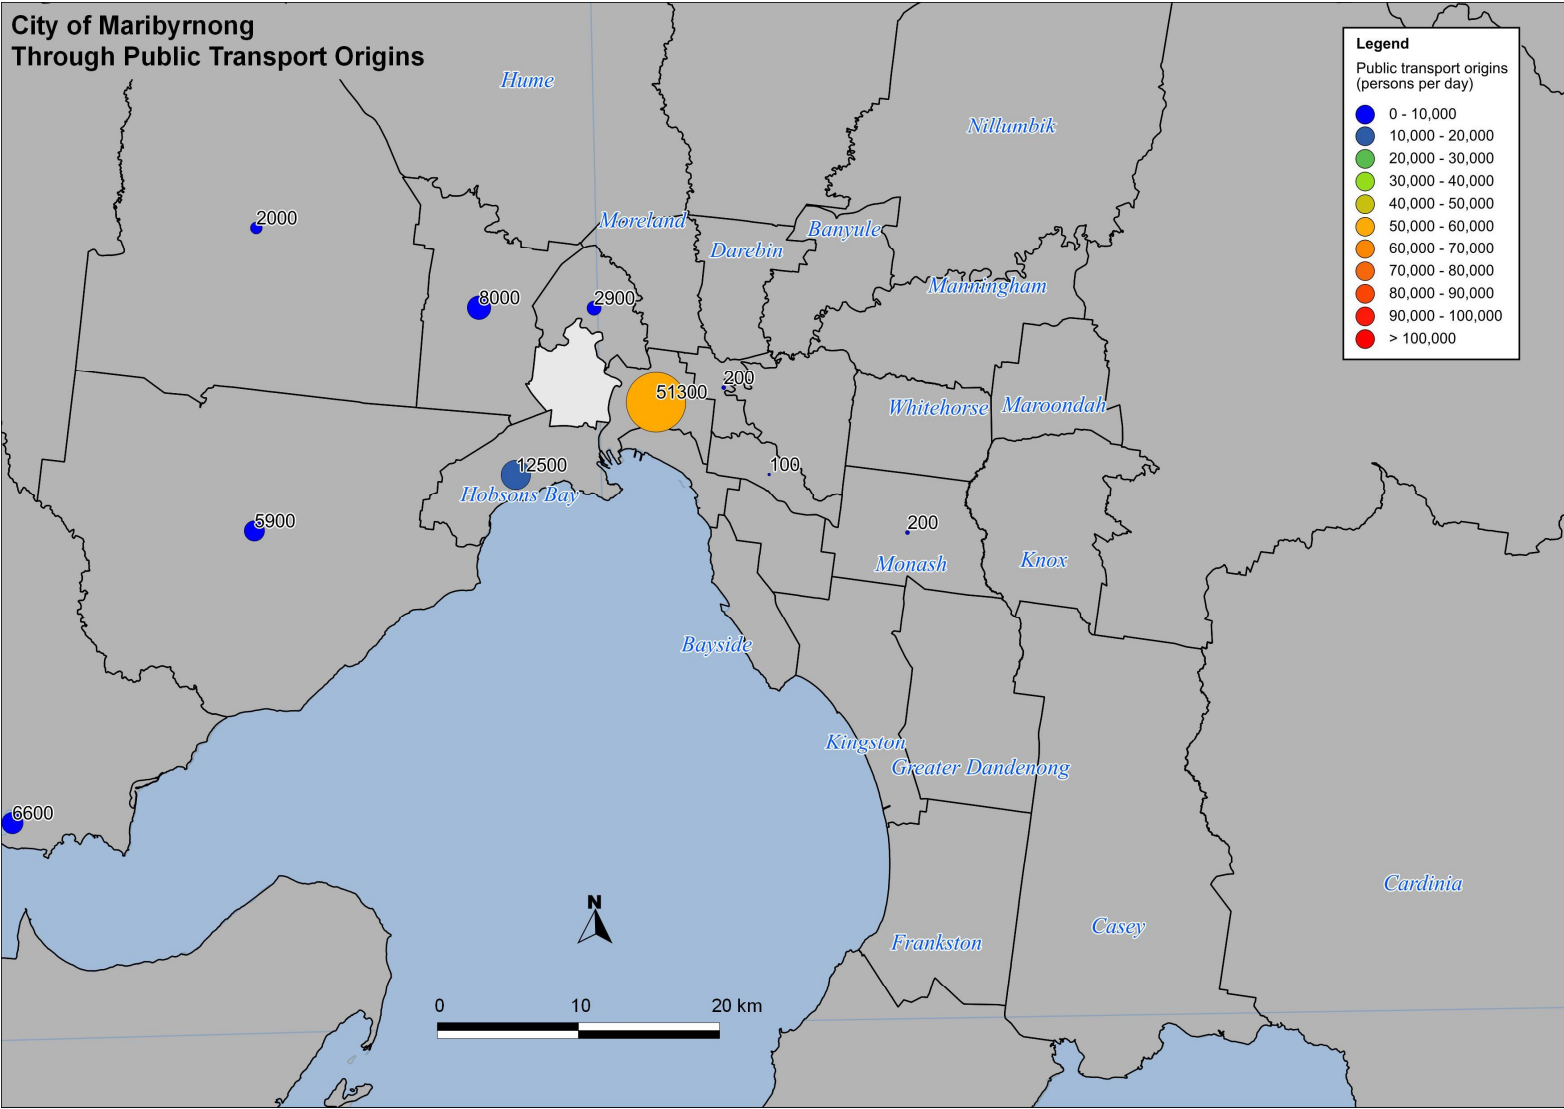 City of Maribyrnong
Through Public Transport Origins
Legend
Public transport origins
(persons per day)
0 - 10,000
10,000 - 20,000
20,000 - 30,000
30,000 - 40,000
40,000 - 50,000
50,000 - 60,000
60,000 - 70,000
70,000 - 80,000
80,000 - 90,000
90,000 - 100,000
> 100,000
Hume
Nillumbik
2000
Moreland
Banyule
Darebin
Manningham
8000
2900
200
51300
Whitehorse
Maroondah
12500
100
Hobsons Bay
5900
200
Monash
Knox
Bayside
Kingston
Greater Dandenong
6600
Cardinia
N
Casey
Frankston
0 10 20 km